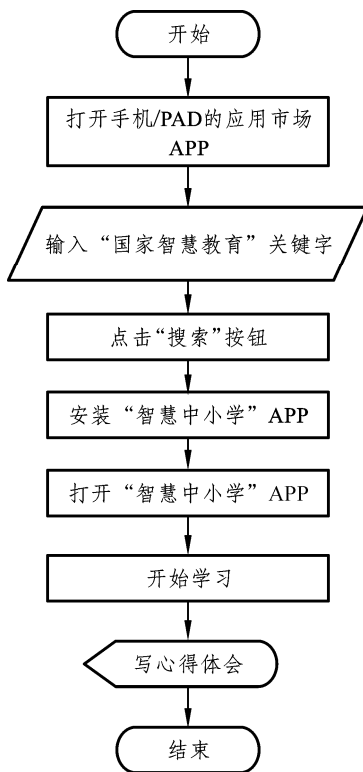 开始
打开手机/PAD的应用市场
APP
输入“国家智慧教育”关键字
点击“搜索”按钮
安装“智慧中小学”APP
打开“智慧中小学”APP
开始学习
写心得体会
结束